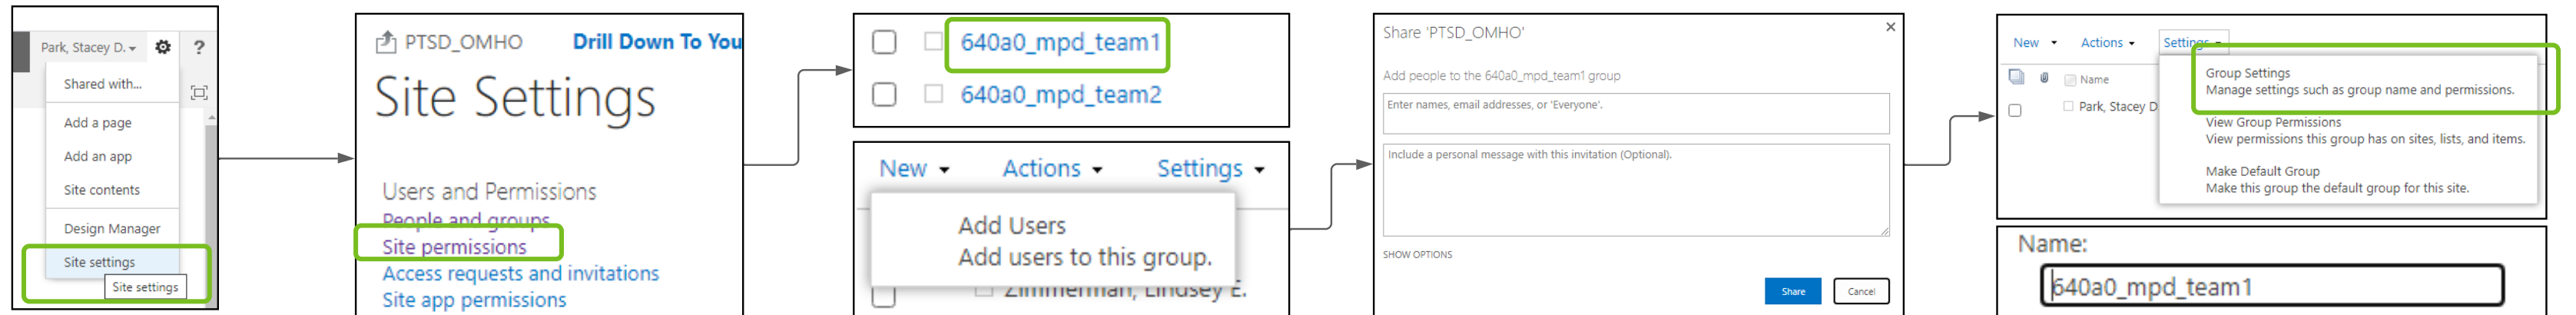 Park, Stacey D.
?
Shared with...
Add a page
Add an app
Site contents
Design Manager
Site settings
Site settings
PTSD_OMHO Drill Down To You
Site Settings
Users and Permissions
People and groups
Site permissions
Access requests and invitations
Site app permissions
640a0_mpd_team1
640a0_mpd_team2
New Actions Settings
Add Users
Add users to this group.
Zimmerman, Lindsey E.
Share 'PTSD_OMHO'
Add people to the 640a0_mpd_team1 group
Enter names, email addresses, or 'Everyone'.
Include a personal message with this invitation (Optional).
SHOW OPTIONS
Share Cancel
New Actions Settings
Name
Park, Stacey D
Group Settings
Manage settings such as group name and permissions.
View Group Permissions
View permissions this group has on sites, lists, and items.
Make Default Group
Make this group the default group for this site.
Name:
640a0_mpd_team1